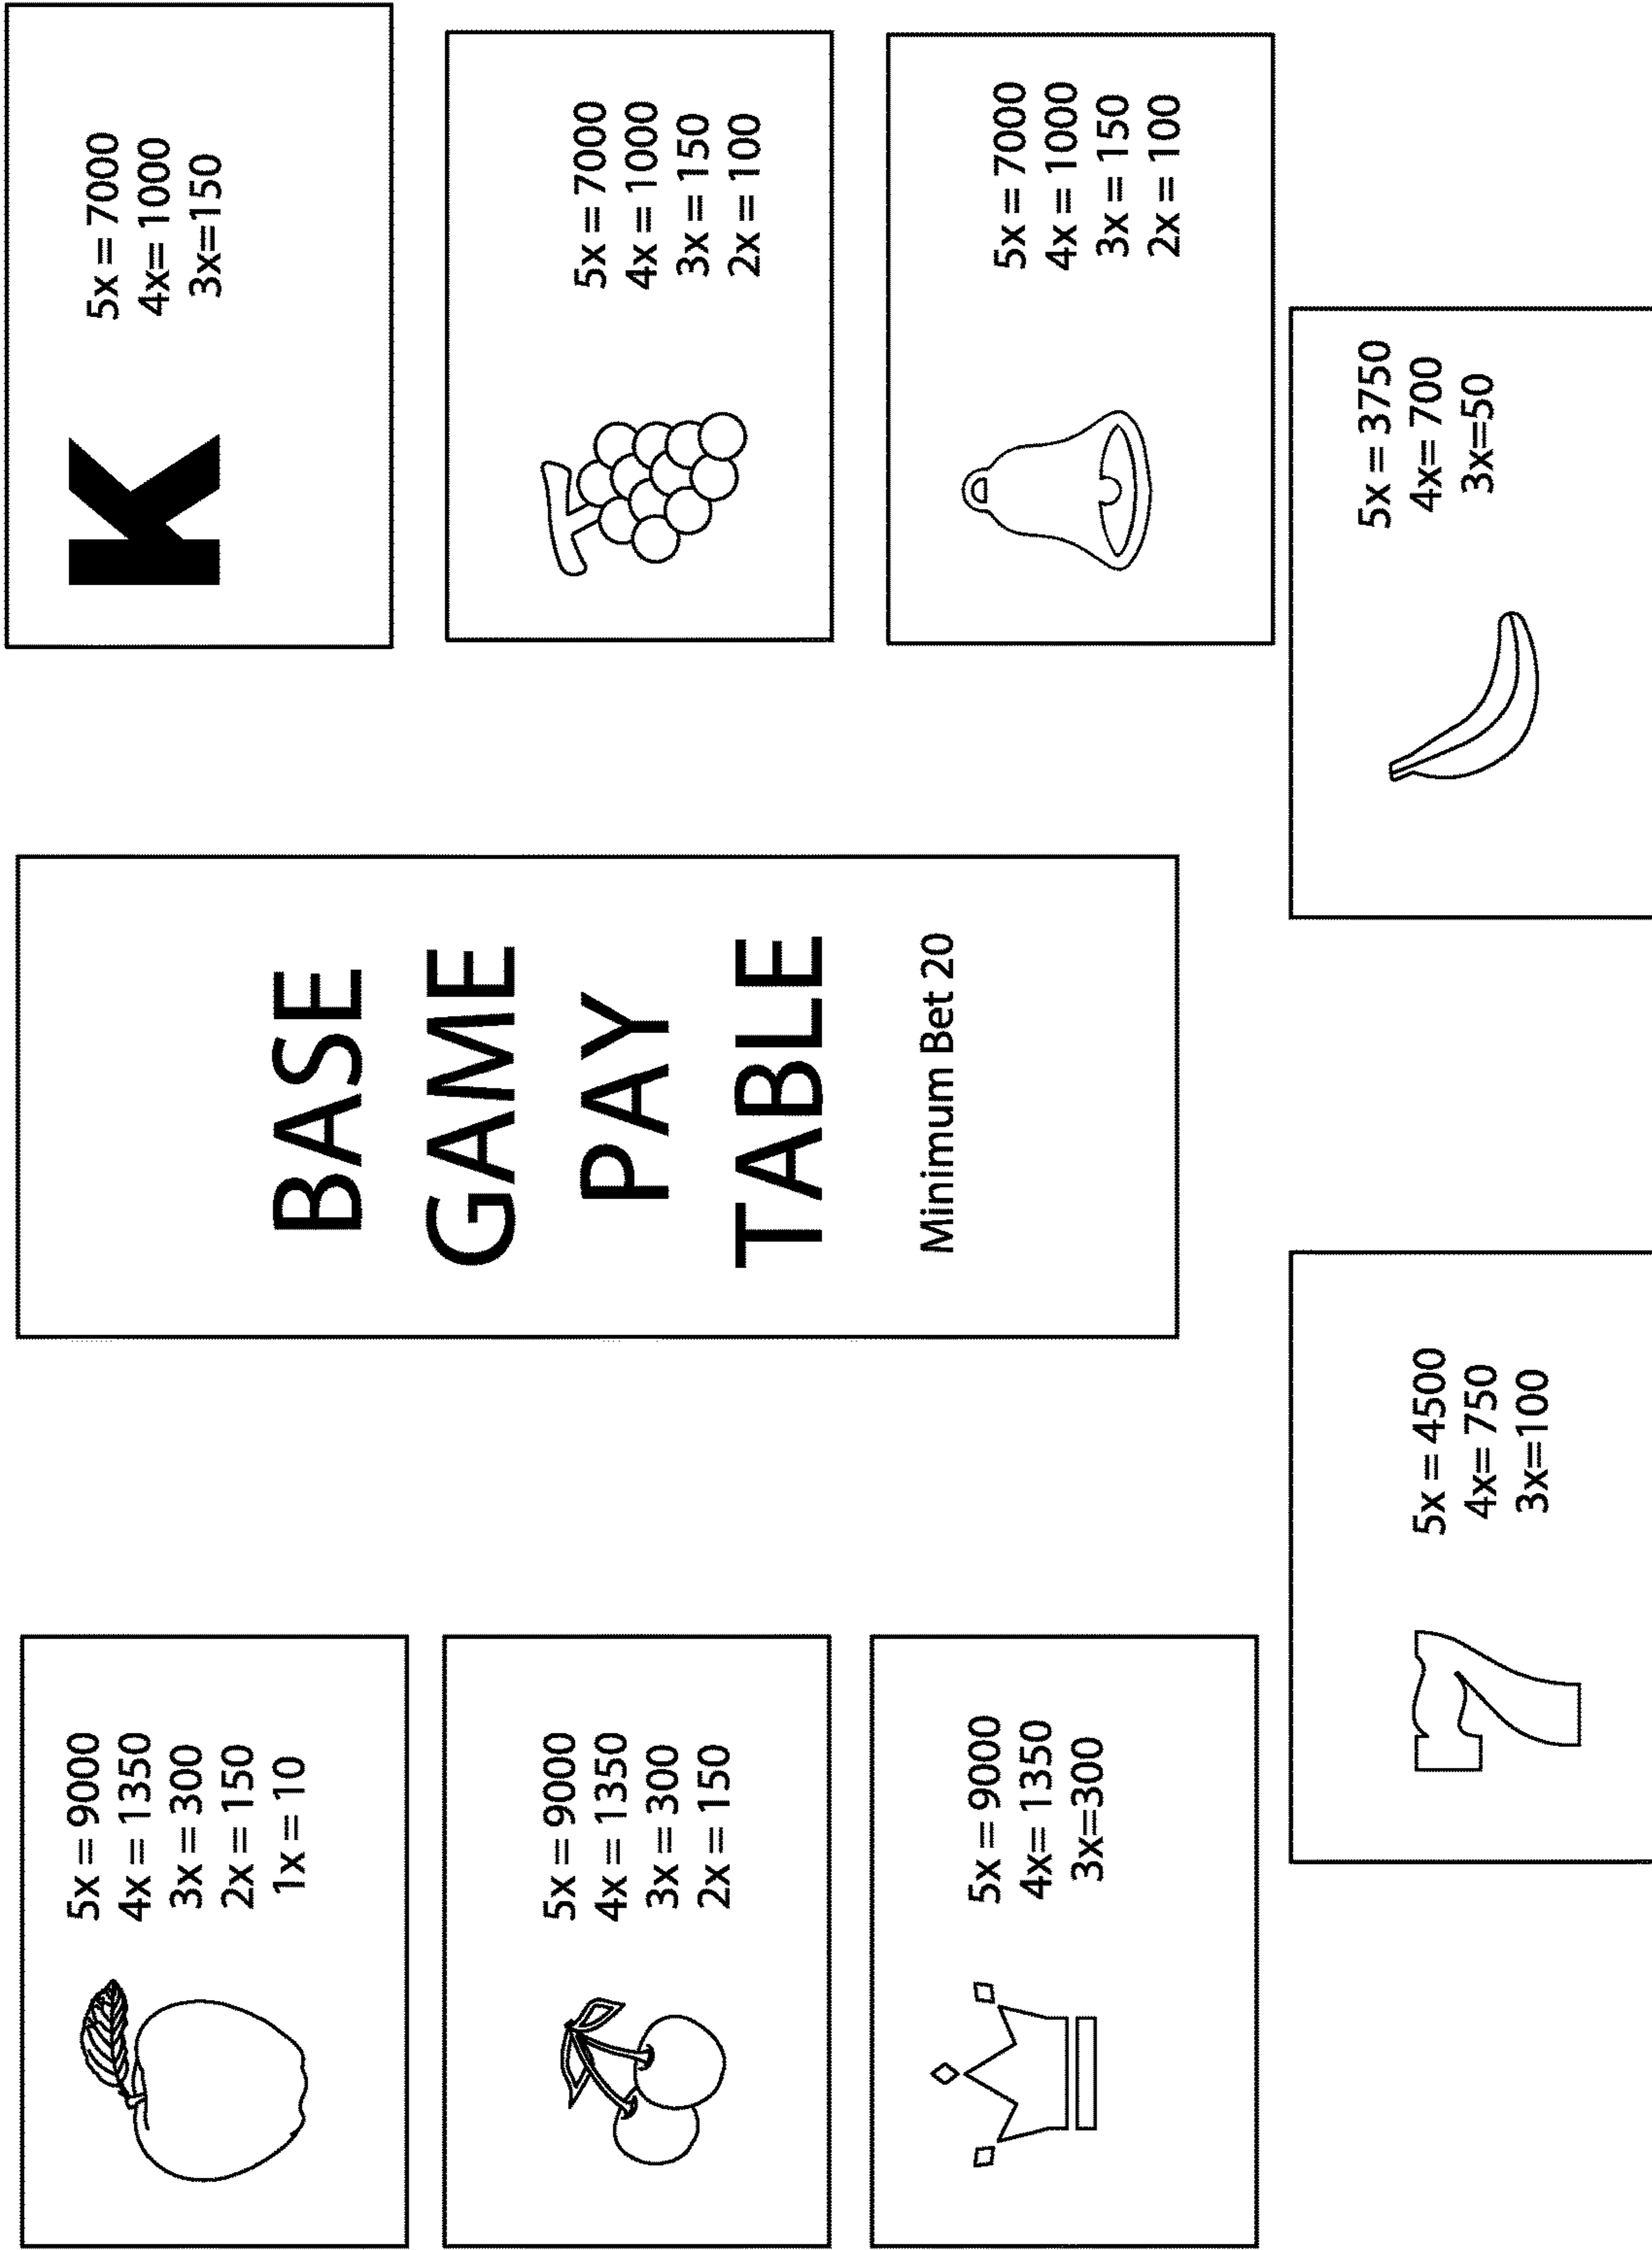 5x = 9000
4x = 1350
3x = 300
2x = 150
1x = 10
BASE
GAME
PAY
TABLE
Minimum Bet 20
K
5x = 7000
4x= 1000
3x=150
5x = 9000
4x = 1350
3x = 300
2x = 150
5x = 7000
4x = 1000
3x = 150
2x = 100
5x = 9000
4x= 1350
3x=300
5x = 7000
4x = 1000
3x = 150
2x = 100
7
5x = 4500
4x= 750
3x=100
5x = 3750
4x= 700
3x=50